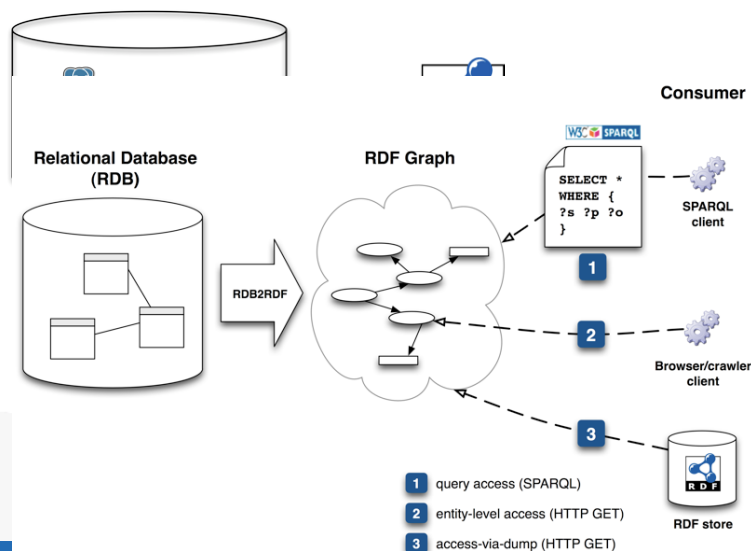 Consumer
W3C SPARQL
Relational Database
(RDB)
RDF Graph
SELECT *
WHERE {
?s ?p ?o
}
SPARQL
client
1
RDB2RDF
2
Browser/crawler
client
3
RDF
RDF store
1 query access (SPARQL)
2 entity-level access (HTTP GET)
3 access-via-dump (HTTP GET)